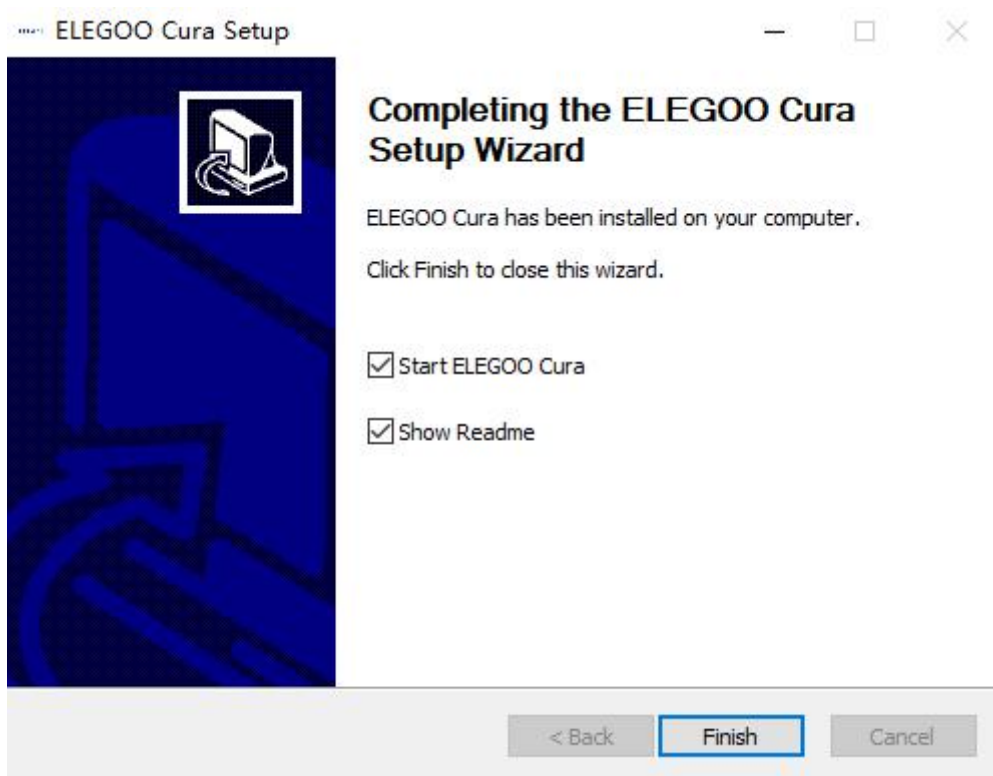 ELEGOO Cura Setup
Completing the ELEGOO Cura
Setup Wizard
ELEGOO Cura has been installed on your computer.
Click Finish to close this wizard.
Start ELEGOO Cura
Show Readme
< Back Finish Cancel